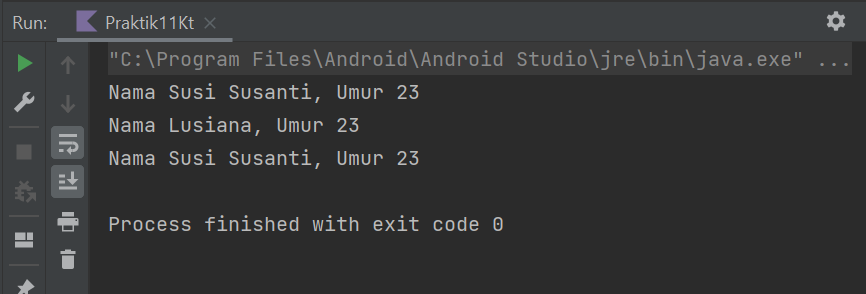 Run: Praktik11Kt
"C:\Program Files\Android\Android Studio\jre\bin\java.exe" ...
Nama Susi Susanti, Umur 23
Nama Lusiana, Umur 23
Nama Susi Susanti, Umur 23
Process finished with exit code 0